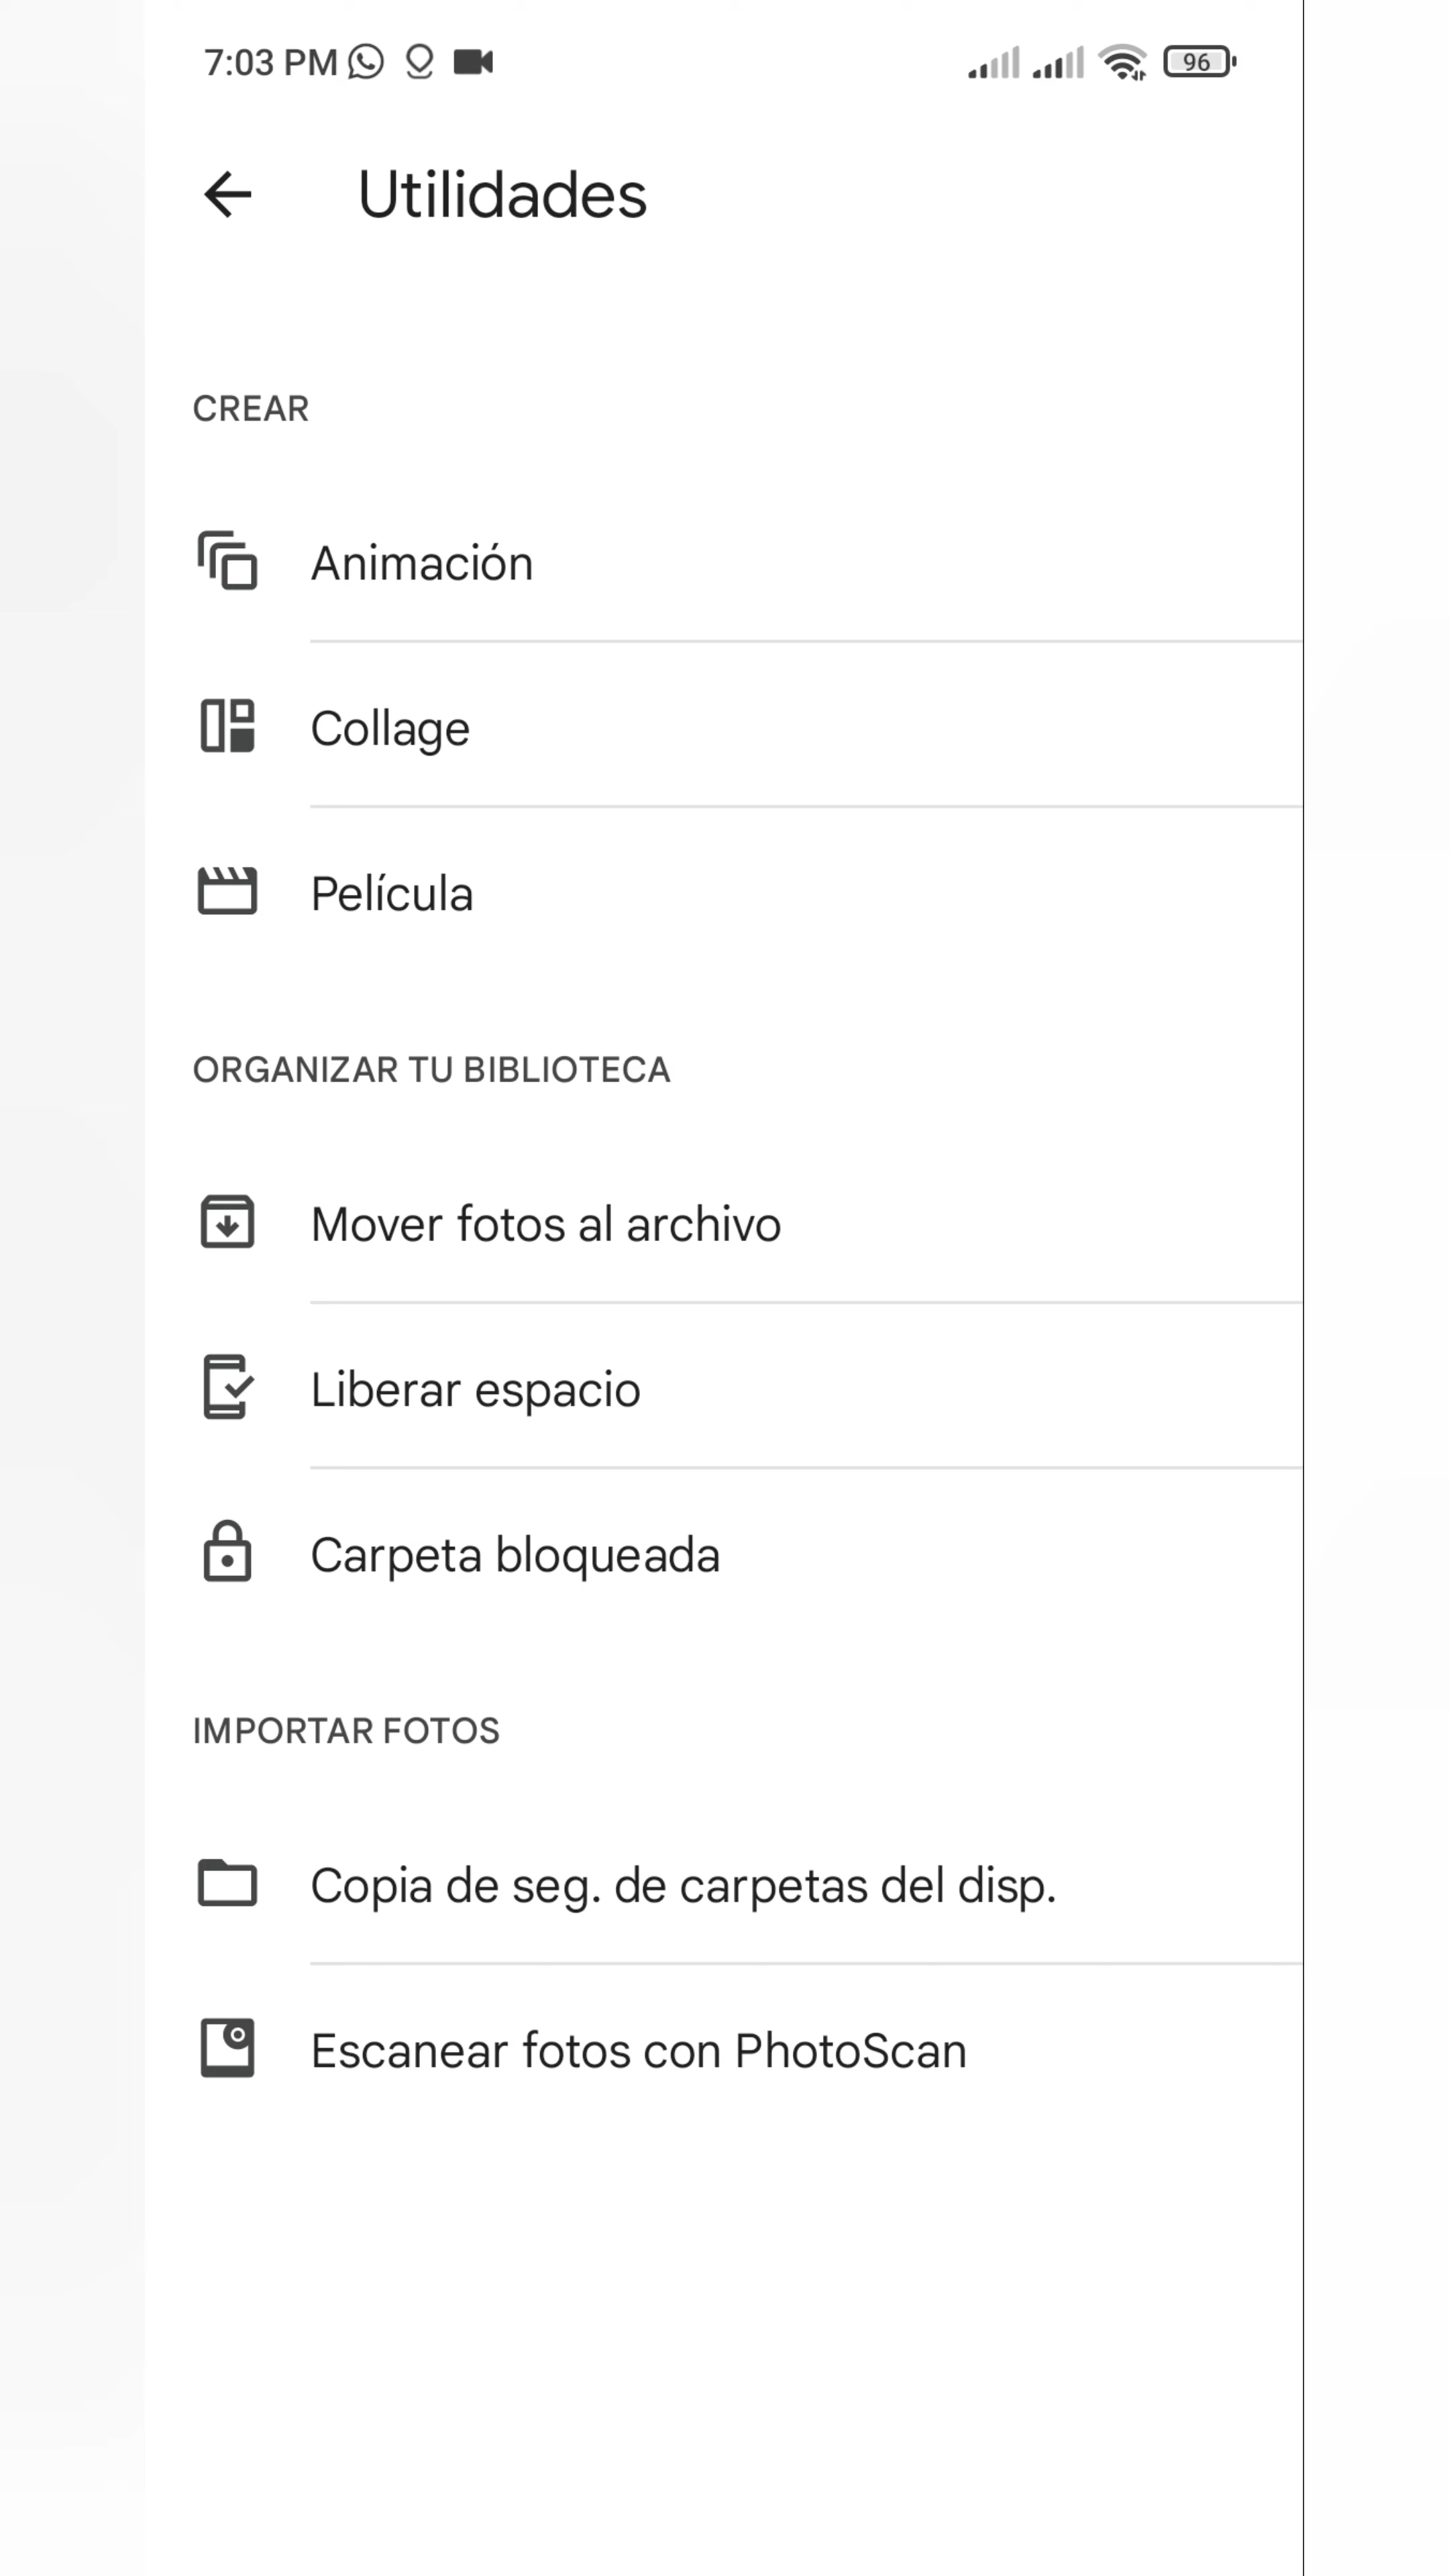 7:03 PM
96
Utilidades
CREAR
Animación
Collage
Película
ORGANIZAR TU BIBLIOTECA
Mover fotos al archivo
Liberar espacio
Carpeta bloqueada
IMPORTAR FOTOS
Copia de seg. de carpetas del disp.
Escanear fotos con PhotoScan